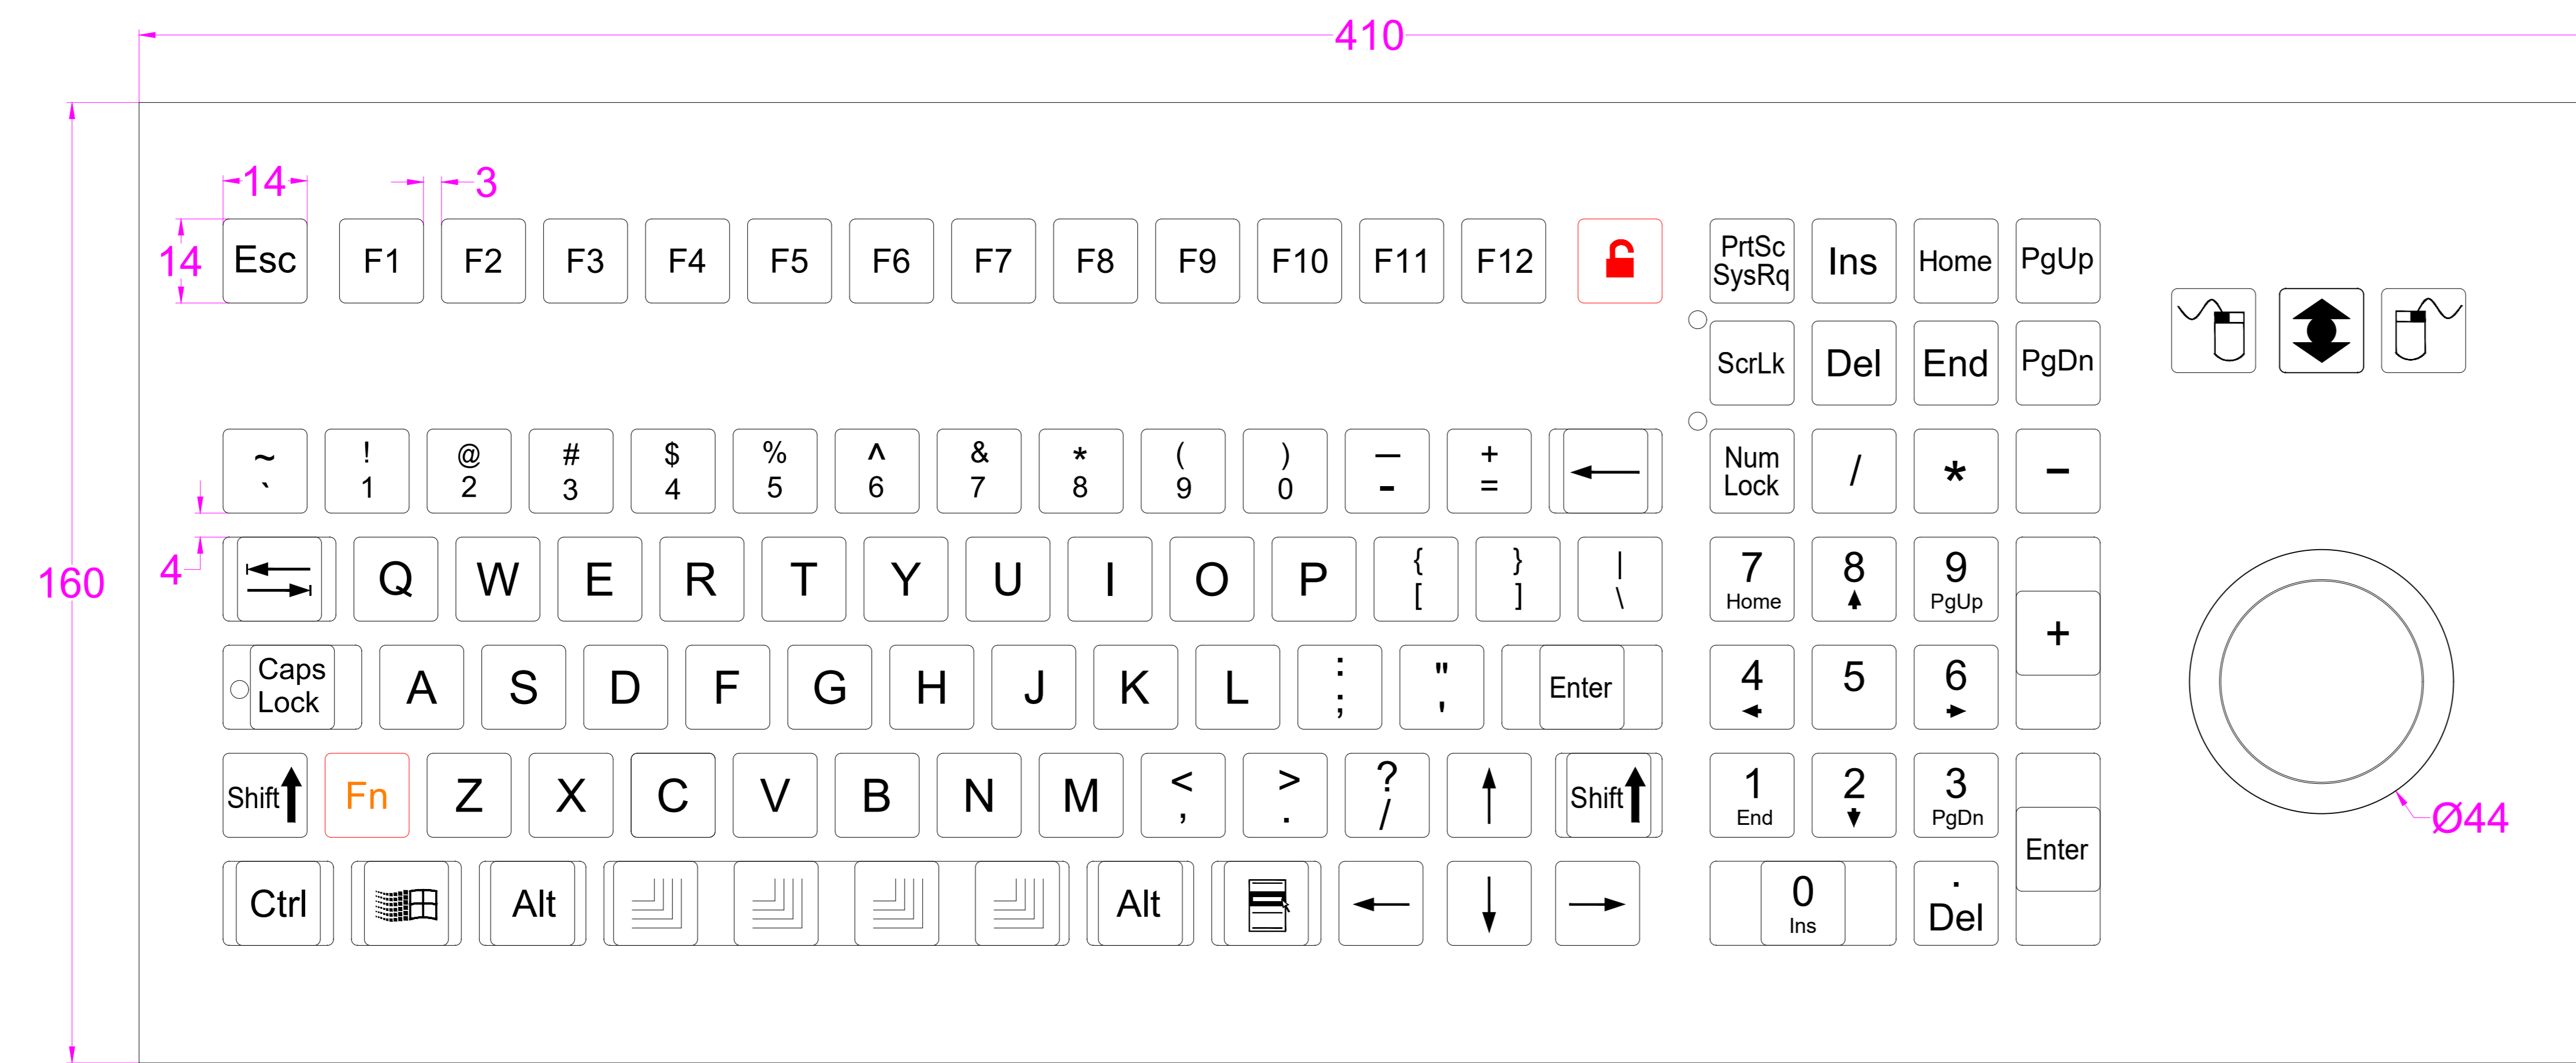 410
14 3
14 Esc F1 F2 F3 F4 F5 F6 F7 F8 F9 F10 F11 F12 PrtSc Ins Home PgUp
SysRq
ScrLk Del End PgDn
~ ! @ # $ % ^ & * ( ) — + Num / * -
` 1 2 3 4 5 6 7 8 9 0 - = Lock
4 Q W E R T Y U I O P { } | 7 8 9
[ ] \ Home PgUp
160
+
Caps A S D F G H J K L : " Enter 4 5 6
Lock ; '
Shift Fn Z X C V B N M < > ? Shift 1 2 3
, . / End PgDn
Ø44
Enter
Ctrl Alt Alt 0 .
Ins Del